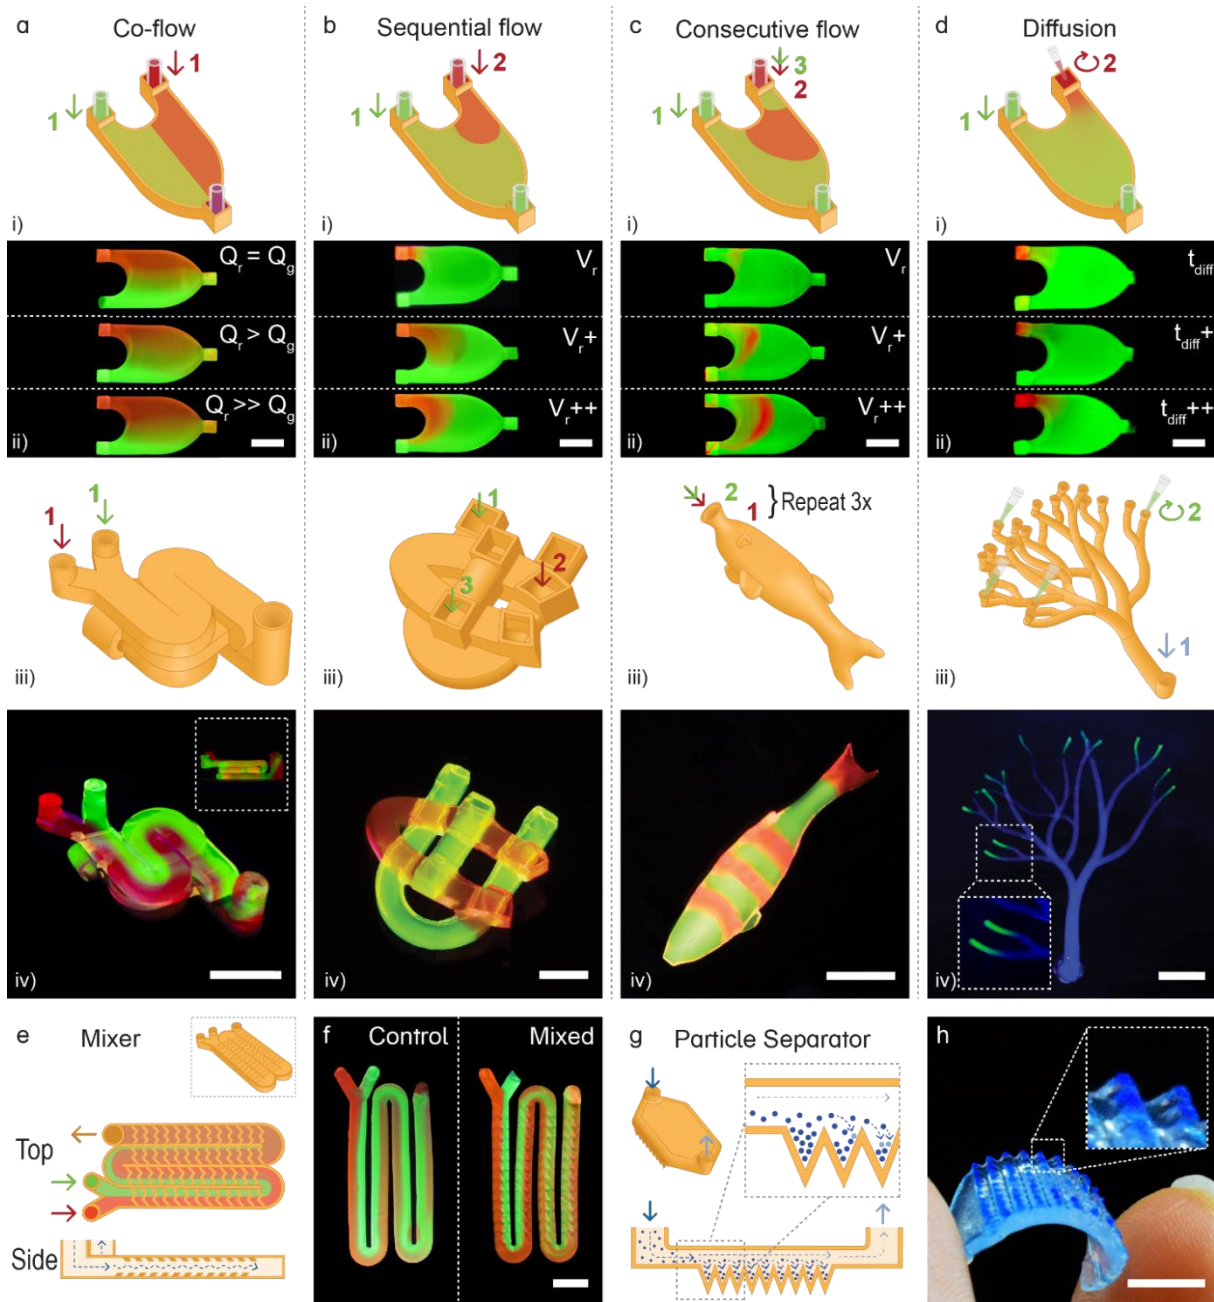 a Co-flow
1
1
i)
Qr = Qg
Qr > Qg
Qr >> Qg
ii)
1
1
iii)
iv)
b Sequential flow
2
1
i)
Vr
Vr+
Vr++
ii)
1
2
3
iii)
iv)
c Consecutive flow
3
2
1
i)
Vr
Vr+
Vr++
ii)
2
1
} Repeat 3x
iii)
iv)
d Diffusion
2
1
i)
tdiff
tdiff+
tdiff++
ii)
2
1
iii)
iv)
e Mixer
Top
Side
f Control Mixed
g Particle Separator
h